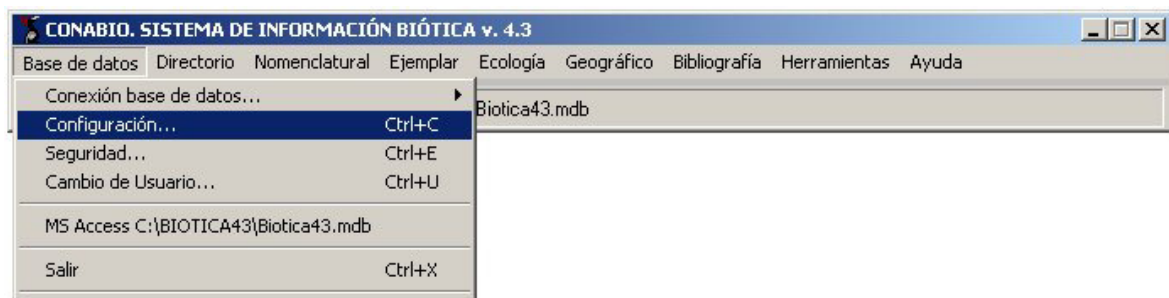 CONABIO. SISTEMA DE INFORMACIÓN BIÓTICA v. 4.3
Base de datos Directorio Nomenclatural Ejemplar Ecología Geográfico Bibliografía Herramientas Ayuda
Conexión base de datos...
Biotica43.mdb
Configuración... Ctrl+C
Seguridad... Ctrl+E
Cambio de Usuario... Ctrl+U
MS Access C:\BIOTICA43\Biotica43.mdb
Salir Ctrl+X